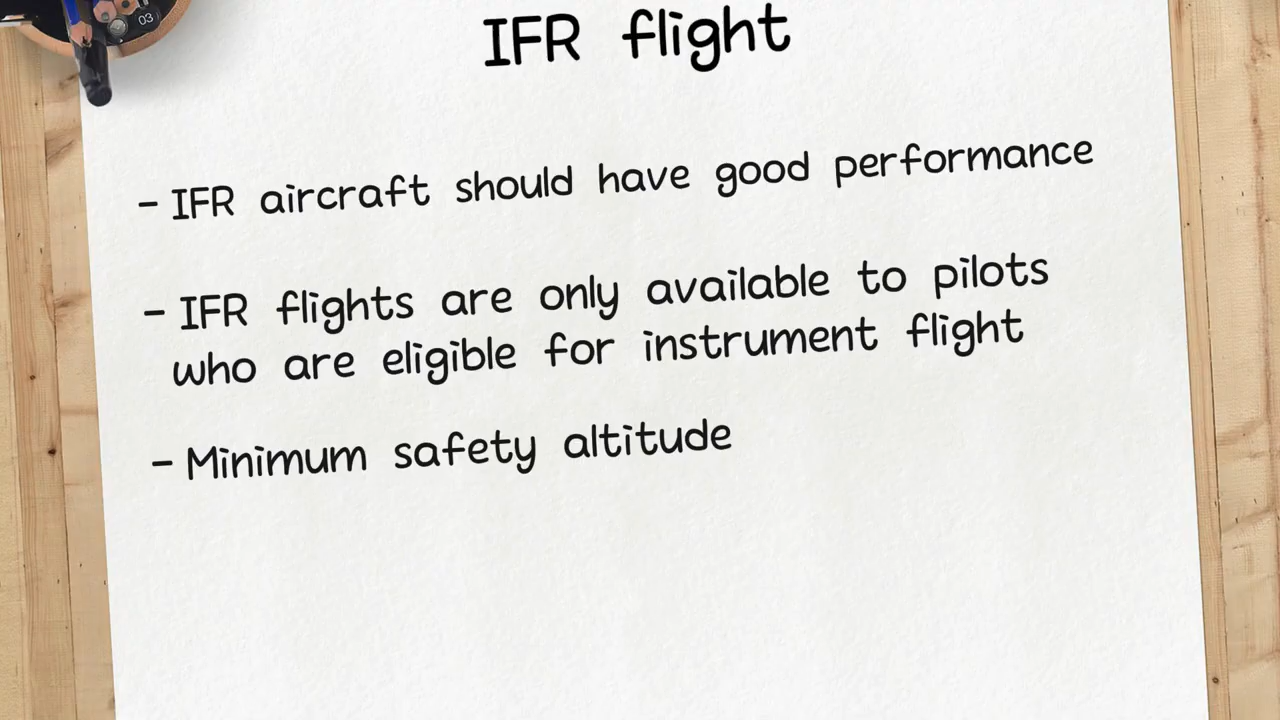 03
IFR flight
- IFR aircraft should have good performance
- IFR flights are only available to pilots
who are eligible for instrument flight
- Minimum safety altitude